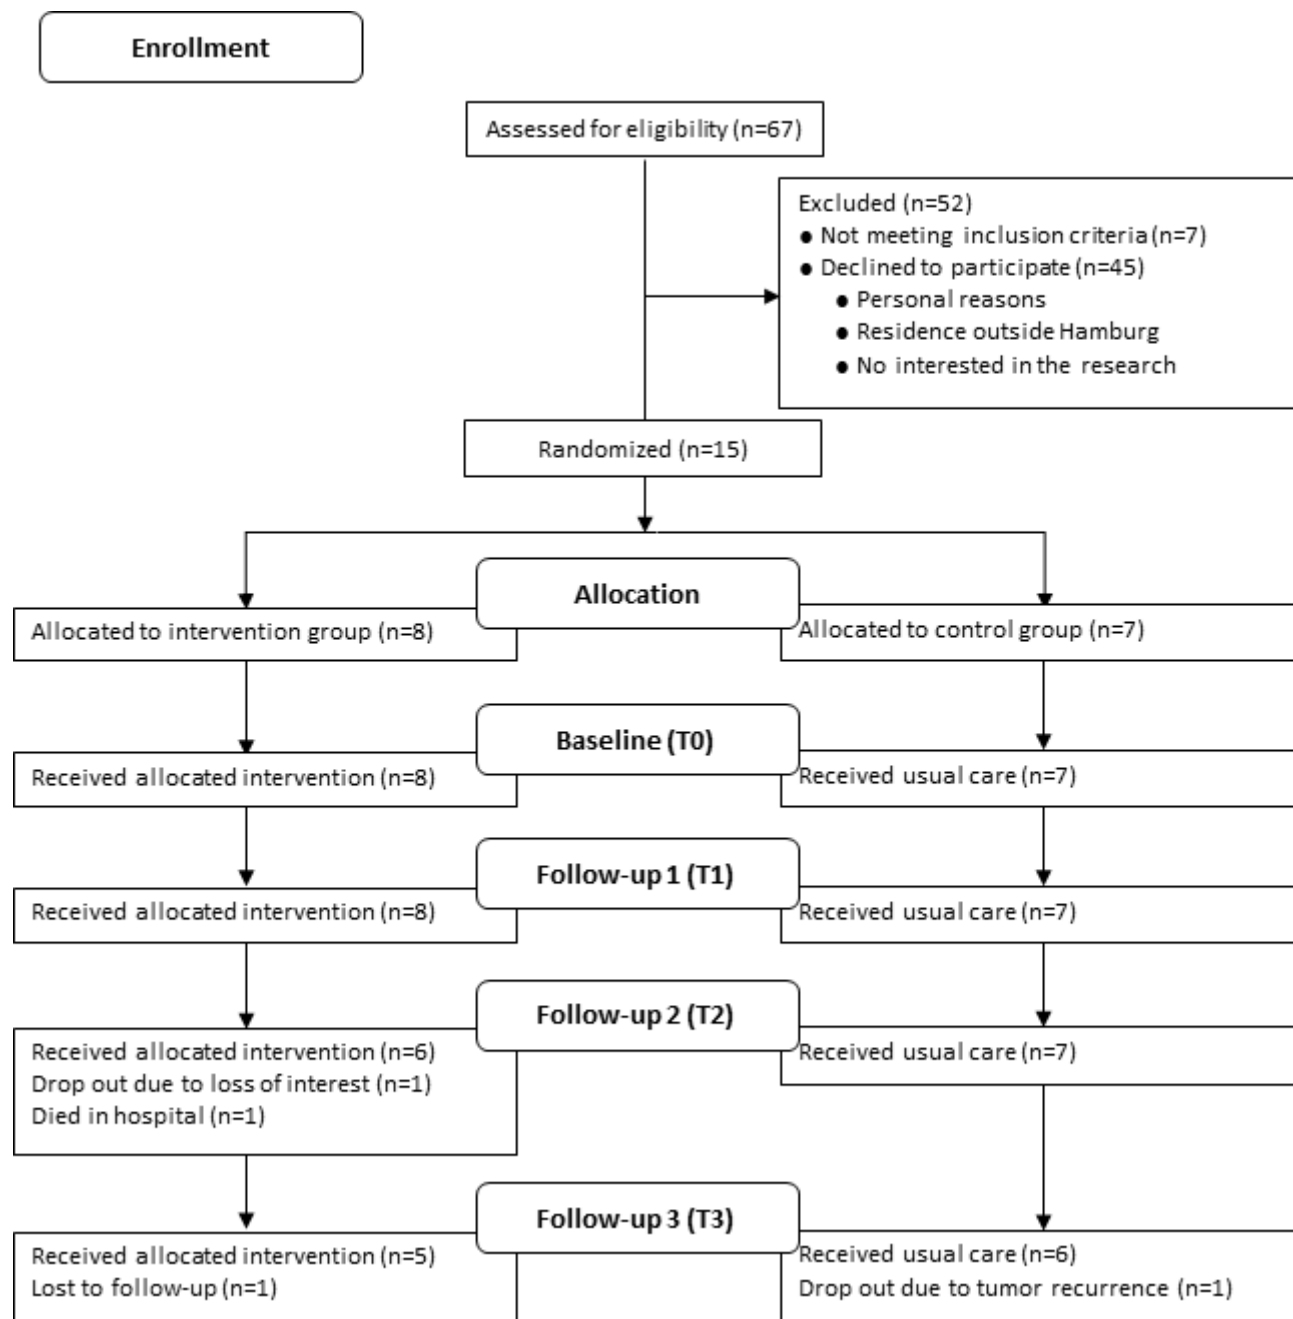 Enrollment
Assessed for eligibility (n=67)
Excluded (n=52)
● Not meeting inclusion criteria (n=7)
● Declined to participate (n=45)
● Personal reasons
● Residence outside Hamburg
● No interested in the research
Randomized (n=15)
Allocation
Allocated to intervention group (n=8)
Allocated to control group (n=7)
Baseline (T0)
Received allocated intervention (n=8)
Received usual care (n=7)
Follow-up 1 (T1)
Received allocated intervention (n=8)
Received usual care (n=7)
Follow-up 2 (T2)
Received allocated intervention (n=6)
Drop out due to loss of interest (n=1)
Died in hospital (n=1)
Received usual care (n=7)
Follow-up 3 (T3)
Received allocated intervention (n=5)
Lost to follow-up (n=1)
Received usual care (n=6)
Drop out due to tumor recurrence (n=1)